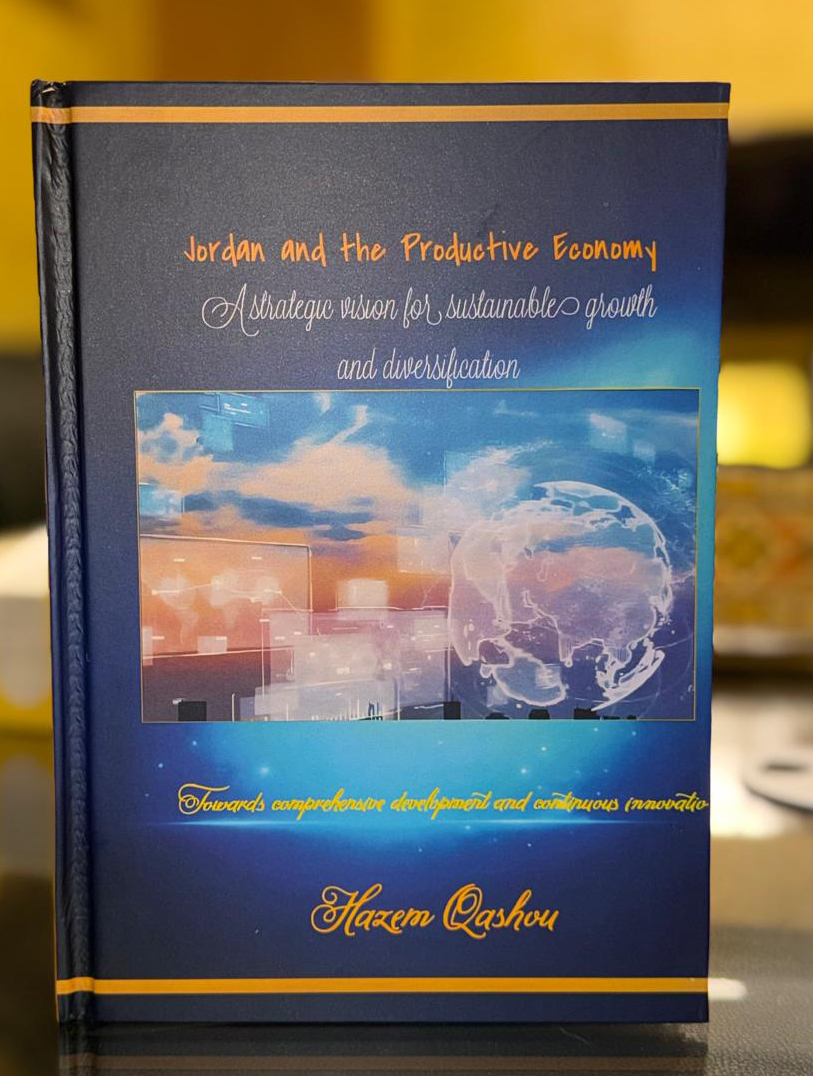 Jordan and the Productive Economy
A strategic vision for sustainable growth
and diversification
Towards comprehensive development and continuous innovatio
Hazem Qashou